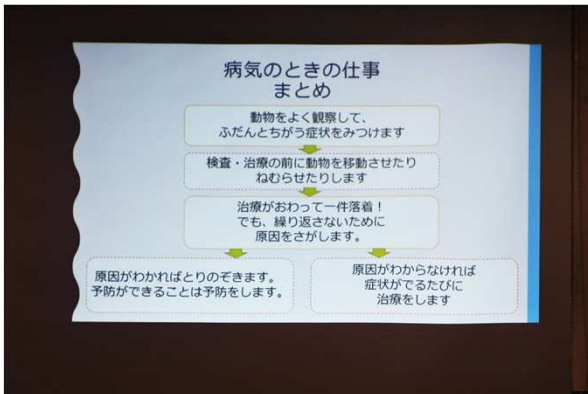 病気のときの仕事
まとめ
動物をよく観察して、
ふだんとちがう症状をみつけます
検査・治療の前に動物を移動させたり
ねむらせたりします
治療がおわって一件落着！
でも、繰り返さないために
原因をさがします。
原因がわかればとりのぞきます。
予防ができることは予防をします。
原因がわからなければ
症状がでるたびに
治療をします